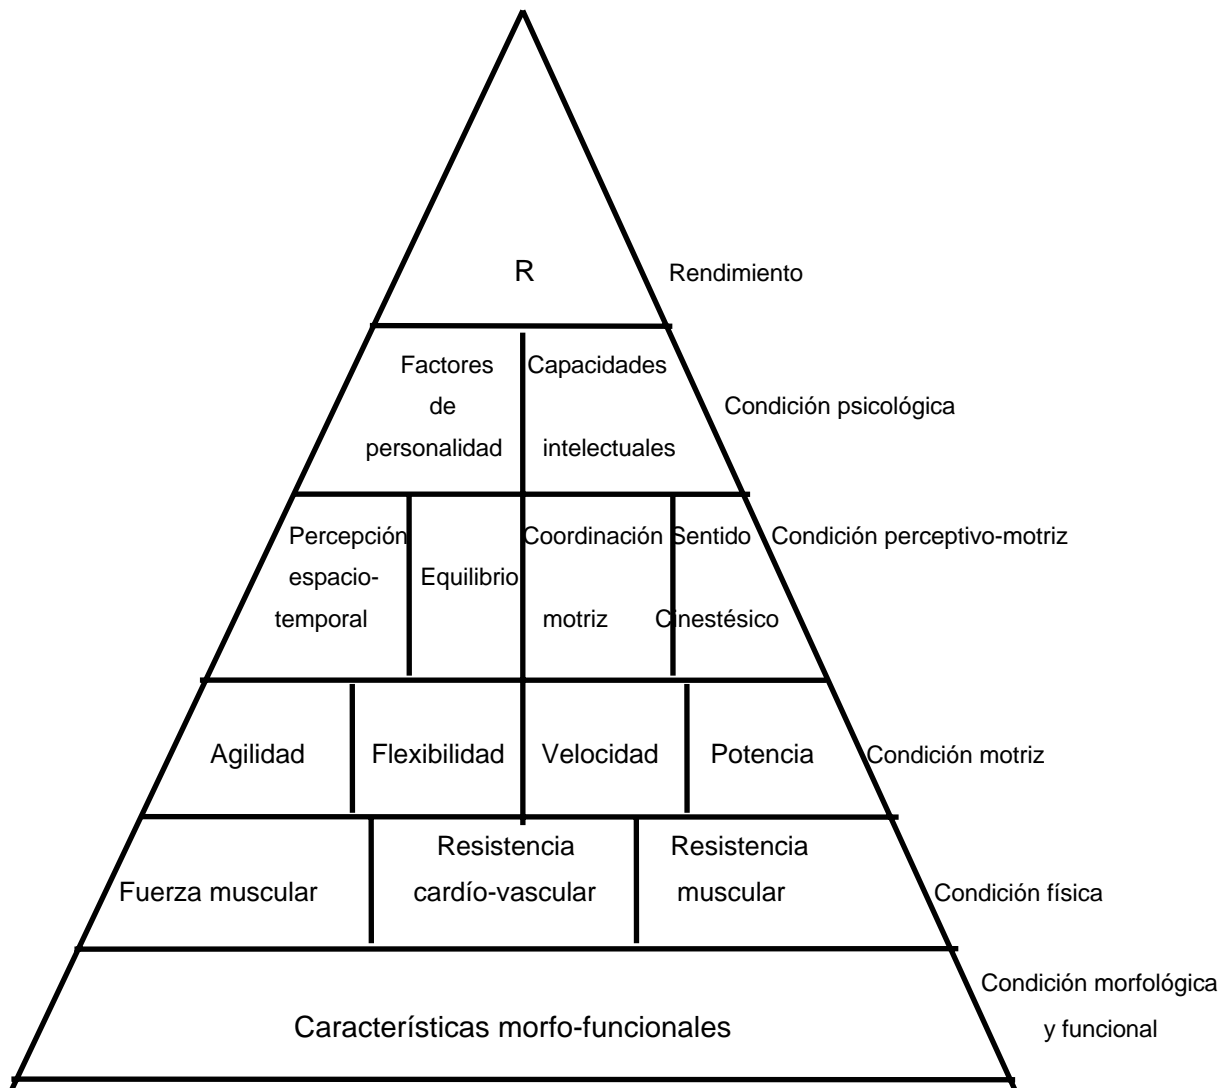 R
Rendimiento
Factores
de
personalidad
Capacidades
intelectuales
Condición psicológica
Percepción
espacio-
temporal
Equilibrio
Coordinación
motriz
Sentido
Cinestésico
Condición perceptivo-motriz
Agilidad
Flexibilidad
Velocidad
Potencia
Condición motriz
Fuerza muscular
Resistencia
cardío-vascular
Resistencia
muscular
Condición física
Características morfo-funcionales
Condición morfológica
y funcional